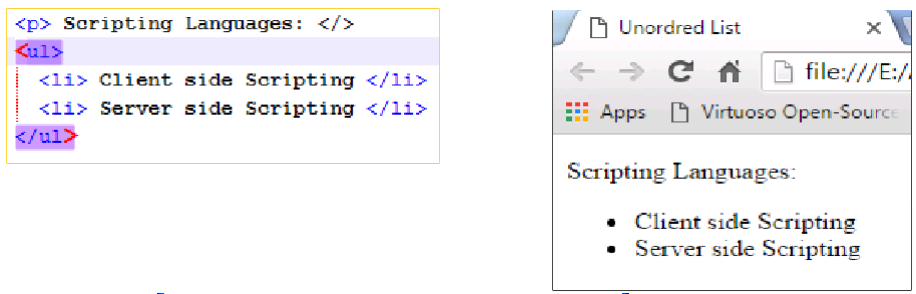 <p> Scripting Languages: </>
<ul>
<li> Client side Scripting </li>
<li> Server side Scripting </li>
</ul>
Unordred List
file:///E:/
Apps Virtuoso Open-Source
Scripting Languages:
• Client side Scripting
• Server side Scripting